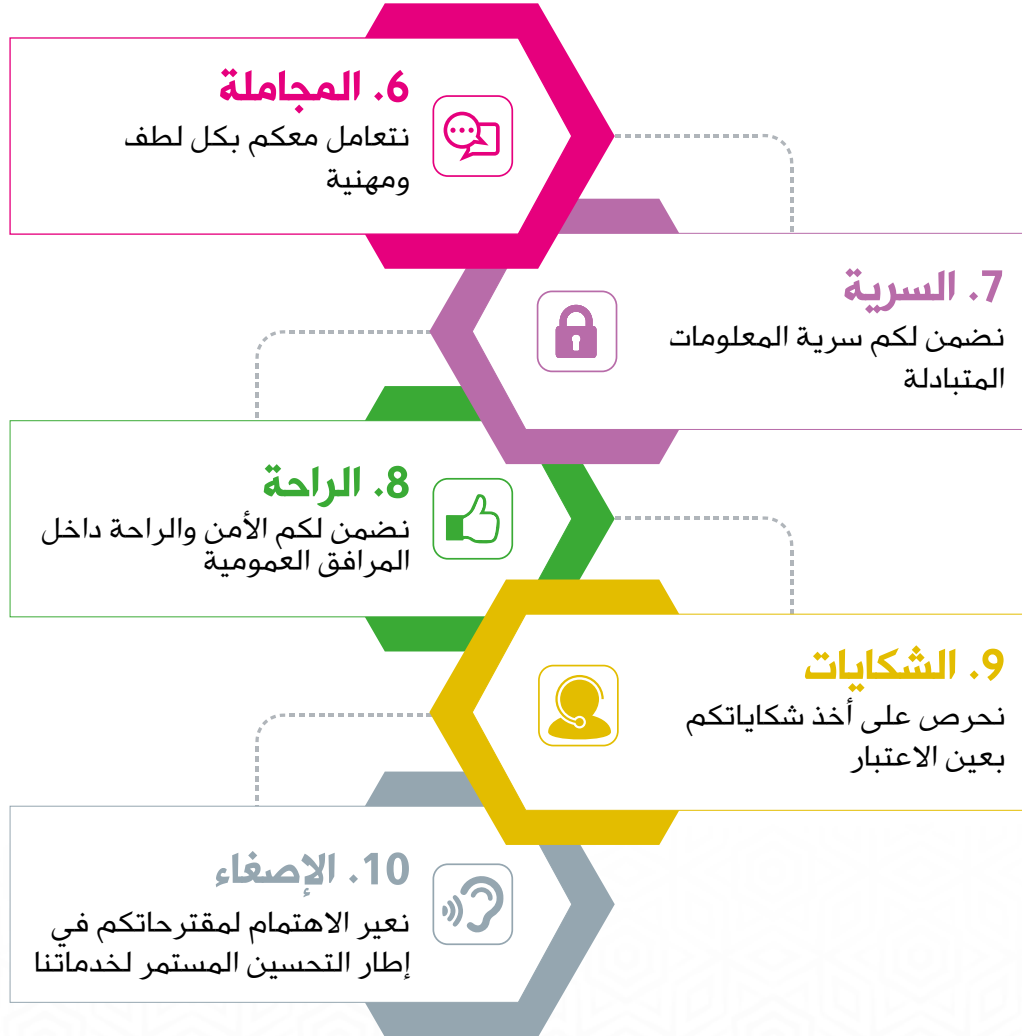 6. المجاملة
نتعامل معكم بكل لطف
ومهنية
7. السرية
نضمن لكم سرية المعلومات
المتبادلة
8. الراحة
نضمن لكم الأمن والراحة داخل
المرافق العمومية
9. الشكايات
نحرص على أخذ شكاياتكم
بعين الاعتبار
10. الإصغاء
نعير الاهتمام لمقترحاتكم في
إطار التحسين المستمر لخدماتنا